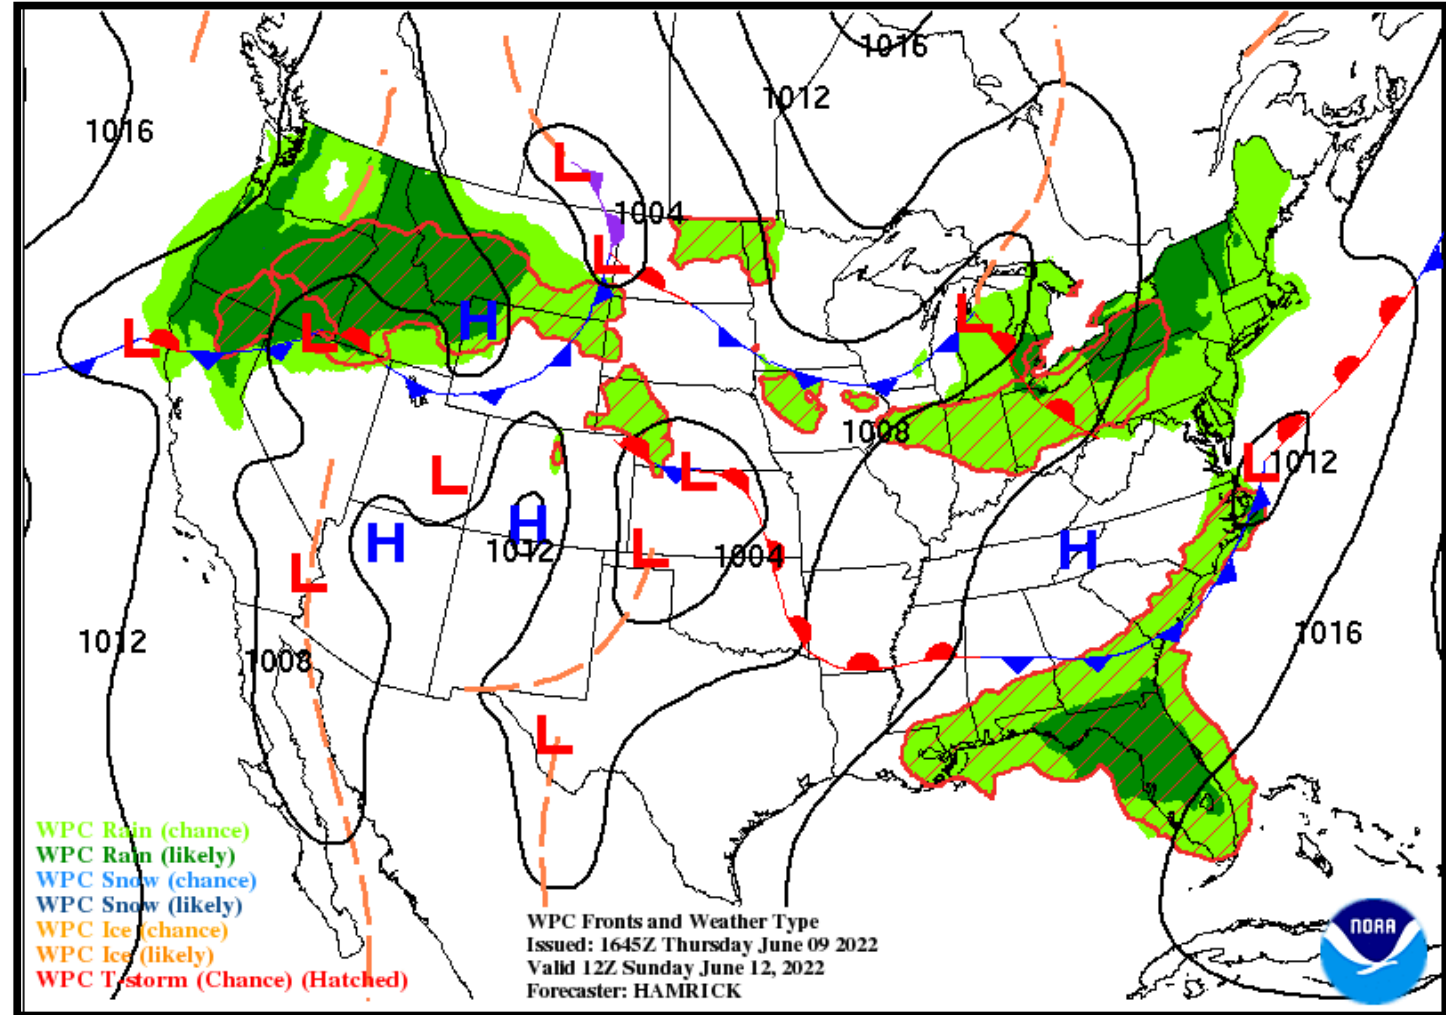 1016
1012
1016
1004
1008
1012
1012
1004
1012
1008
1016
L
L
L
L
H
L
L
L
L
H
H
L
H
L
L
WPC Rain (chance)
WPC Rain (likely)
WPC Snow (chance)
WPC Snow (likely)
WPC Ice (chance)
WPC Ice (likely)
WPC T-storm (Chance) (Hatched)
WPC Fronts and Weather Type
Issued: 1645Z Thursday June 09 2022
Valid 12Z Sunday June 12, 2022
Forecaster: HAMRICK
NOAA